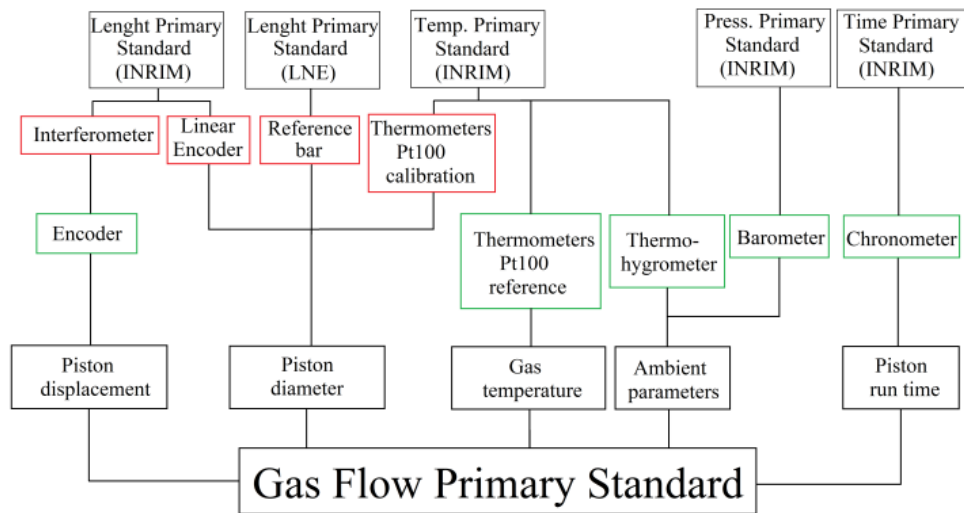 Lenght Primary
Standard
(INRIM)
Lenght Primary
Standard
(LNE)
Temp. Primary
Standard
(INRIM)
Press. Primary
Standard
(INRIM)
Time Primary
Standard
(INRIM)
Interferometer
Linear
Encoder
Reference
bar
Thermometers
Pt100
calibration
Encoder
Thermometers
Pt100
reference
Thermo-
hygrometer
Barometer
Chronometer
Piston
displacement
Piston
diameter
Gas
temperature
Ambient
parameters
Piston
run time
Gas Flow Primary Standard